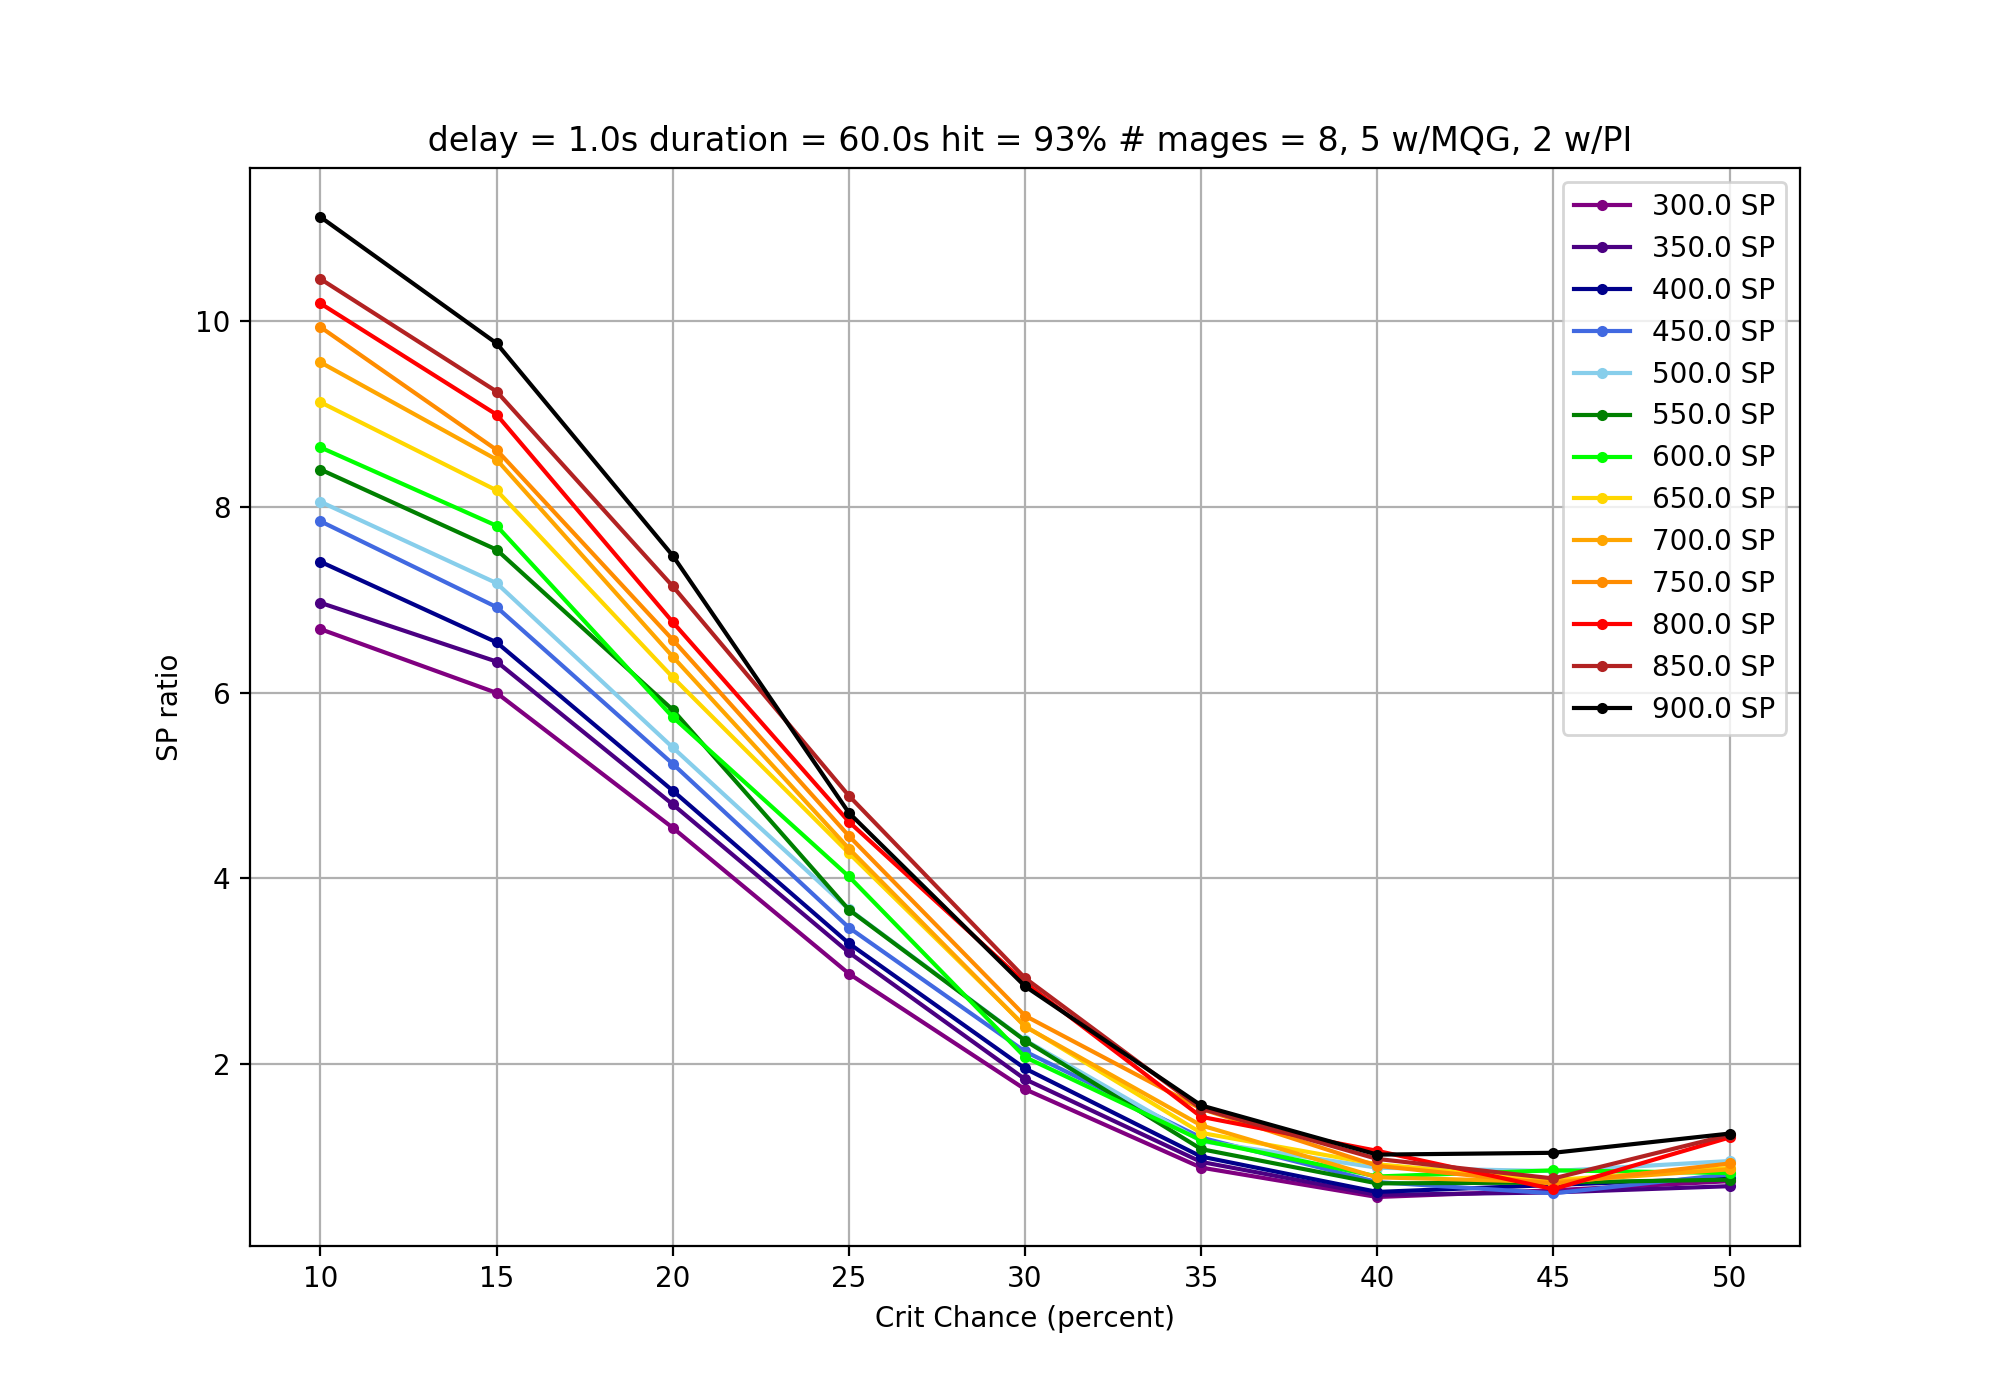 delay = 1.0s duration = 60.0s hit = 93% # mages = 8, 5 w/MQG, 2 w/PI
300.0 SP
350.0 SP
400.0 SP
450.0 SP
500.0 SP
550.0 SP
600.0 SP
650.0 SP
700.0 SP
750.0 SP
800.0 SP
850.0 SP
900.0 SP
10
8
6
4
2
SP ratio
10 15 20 25 30 35 40 45 50
Crit Chance (percent)